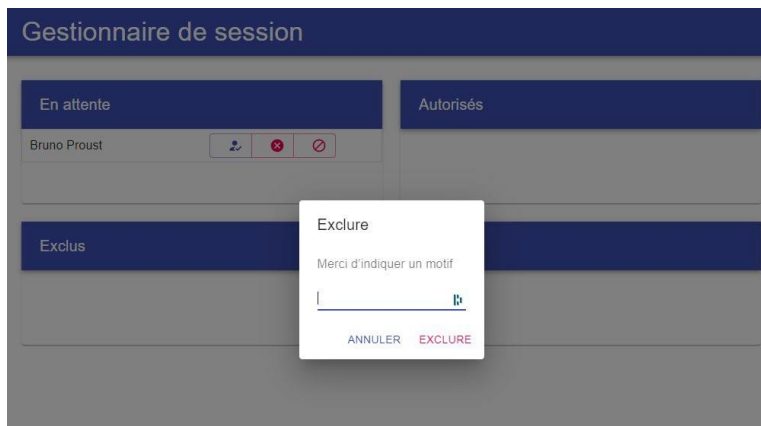 Gestionnaire de session
En attente
Autorisés
Bruno Proust
Exclus
Exclure
Merci d'indiquer un motif
ANNULER EXCLURE